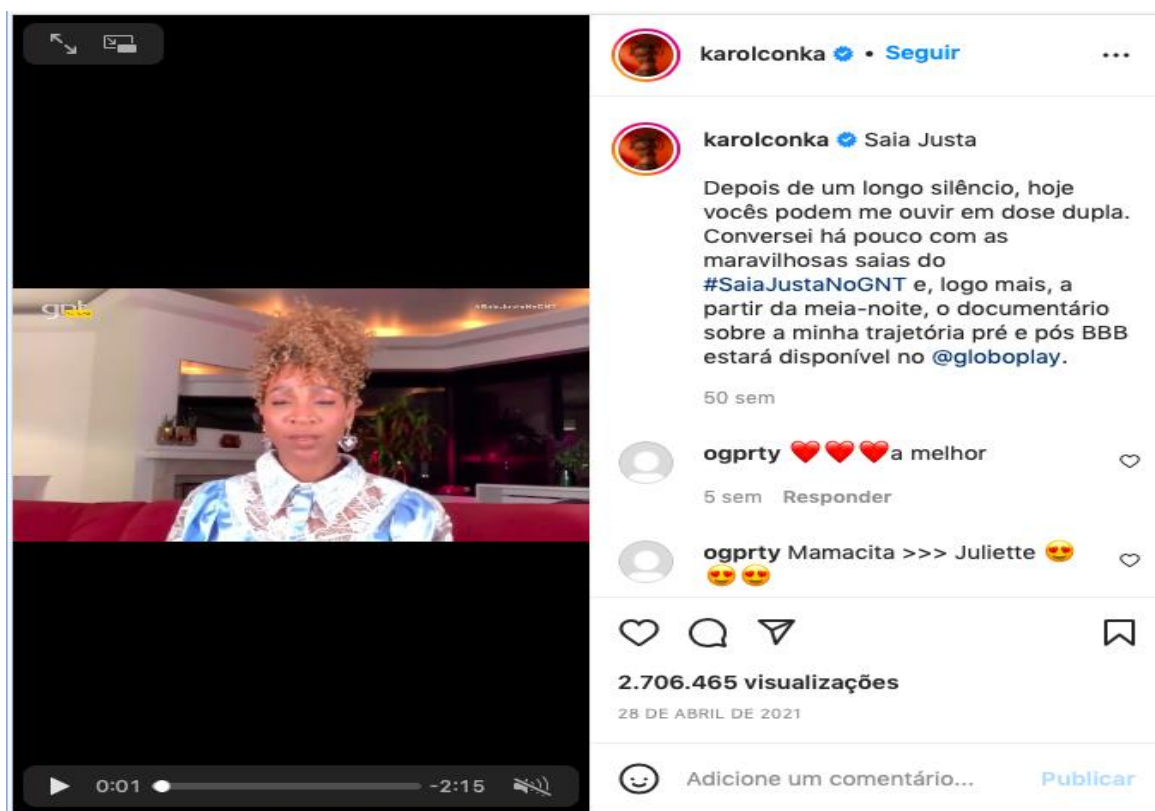 karolconka • Seguir
karolconka Saia Justa
Depois de um longo silêncio, hoje
vocês podem me ouvir em dose dupla.
Conversei há pouco com as
maravilhosas saias do
#SaiaJustaNoGNT e, logo mais, a
partir da meia-noite, o documentário
sobre a minha trajetória pré e pós BBB
estará disponível no @globoplay.
50 sem
ogprty ❤️❤️❤️a melhor
5 sem Responder
ogprty Mamacita >>> Juliette 😍
😍😍
2.706.465 visualizações
28 DE ABRIL DE 2021
Adicione um comentário... Publicar
gnt
#SaiaJustaNoGNT
0:01 -2:15